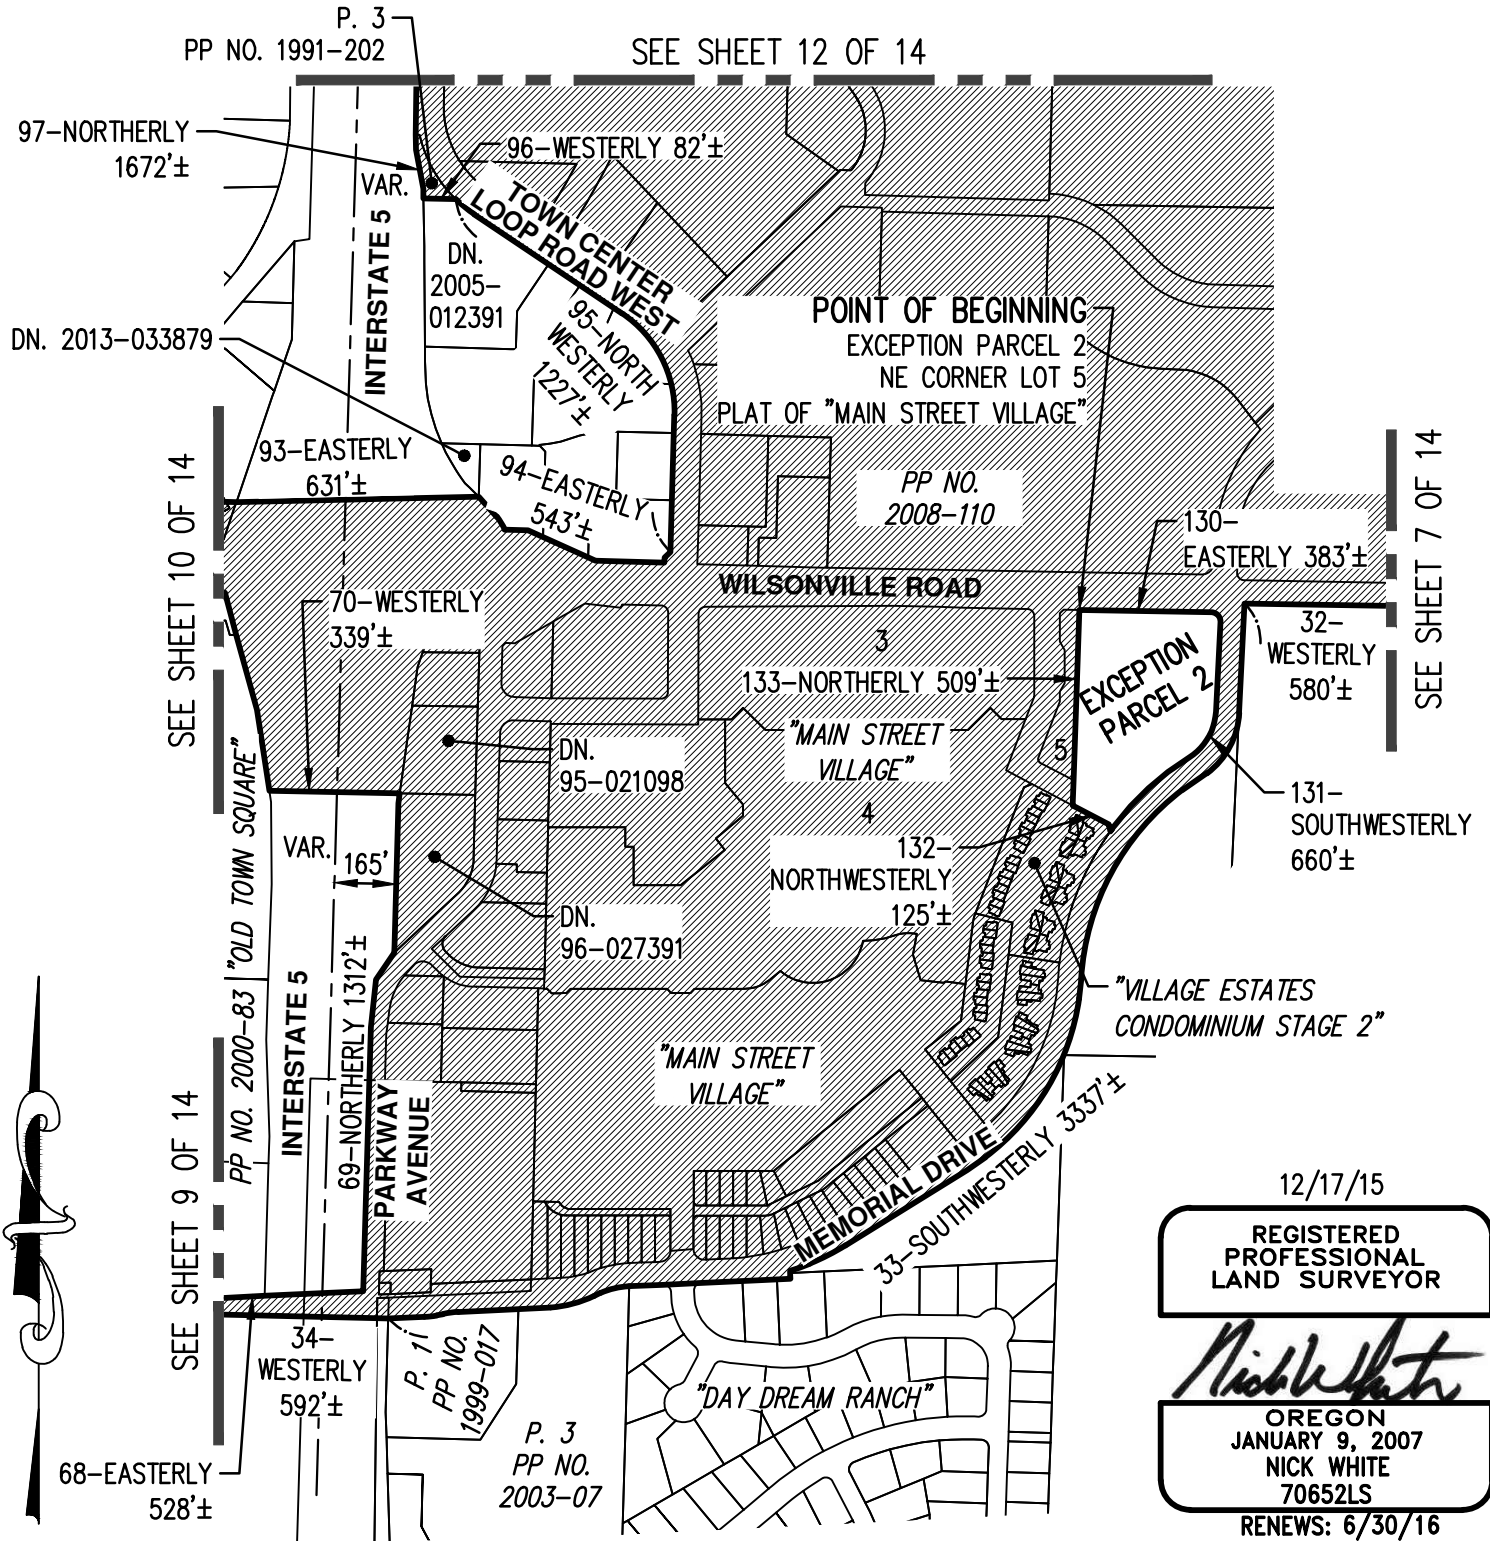 P. 3
PP NO. 1991-202
SEE SHEET 12 OF 14
97-NORTHERLY
1672'±
96-WESTERLY 82'±
VAR.
INTERSTATE 5
TOWN CENTER
LOOP ROAD WEST
DN.
2005-
012391
95-NORTH
WESTERLY
1227'±
DN. 2013-033879
POINT OF BEGINNING
EXCEPTION PARCEL 2
NE CORNER LOT 5
PLAT OF "MAIN STREET VILLAGE"
93-EASTERLY
631'±
94-EASTERLY
543'±
PP NO.
2008-110
SEE SHEET 10 OF 14
SEE SHEET 7 OF 14
130-
EASTERLY 383'±
WILSONVILLE ROAD
70-WESTERLY
339'±
3
133-NORTHERLY 509'±
EXCEPTION
PARCEL 2
32-
WESTERLY
580'±
"MAIN STREET
VILLAGE"
5
DN.
95-021098
4
131-
SOUTHWESTERLY
660'±
132-
NORTHWESTERLY
125'±
VAR.
165'
"OLD TOWN SQUARE"
PP NO. 2000-83
DN.
96-027391
INTERSTATE 5
69-NORTHERLY 1312'±
"VILLAGE ESTATES
CONDOMINIUM STAGE 2"
"MAIN STREET
VILLAGE"
PARKWAY
AVENUE
MEMORIAL DRIVE
33-SOUTHWESTERLY 3337'±
SEE SHEET 9 OF 14
34-
WESTERLY
592'±
P. 1
PP NO.
1999-017
"DAY DREAM RANCH"
P. 3
PP NO.
2003-07
68-EASTERLY
528'±
12/17/15
REGISTERED
PROFESSIONAL
LAND SURVEYOR
Nick White
OREGON
JANUARY 9, 2007
NICK WHITE
70652LS
RENEWS: 6/30/16